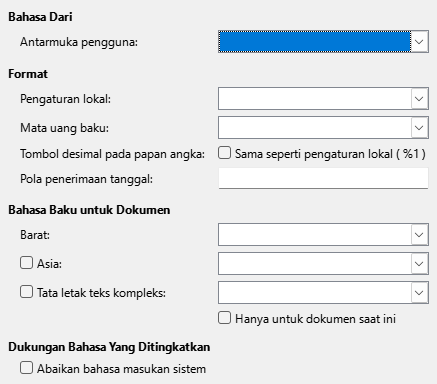 Bahasa Dari
Antarmuka pengguna:
Format
Pengaturan lokal:
Mata uang baku:
Tombol desimal pada papan angka: Sama seperti pengaturan lokal ( %1 )
Pola penerimaan tanggal:
Bahasa Baku untuk Dokumen
Barat:
Asia:
Tata letak teks kompleks:
Hanya untuk dokumen saat ini
Dukungan Bahasa Yang Ditingkatkan
Abaikan bahasa masukan sistem